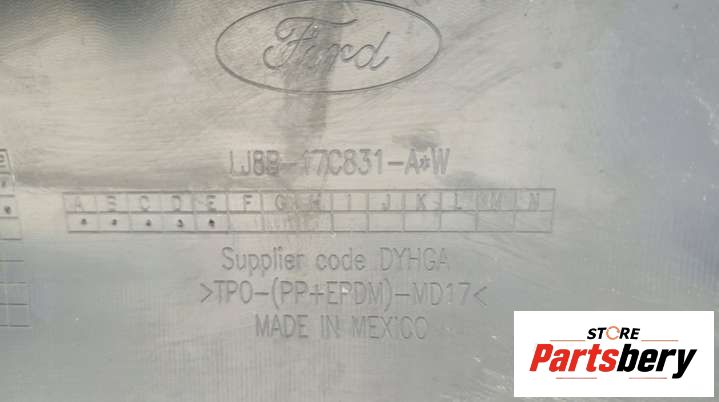 Ford
LJ8B-17C831-A*W
A B C D E F G H I J K L M N
Supplier code DYHGA
>TPO-(PP+EPDM)-MD17<
MADE IN MEXICO
STORE
Partsbery